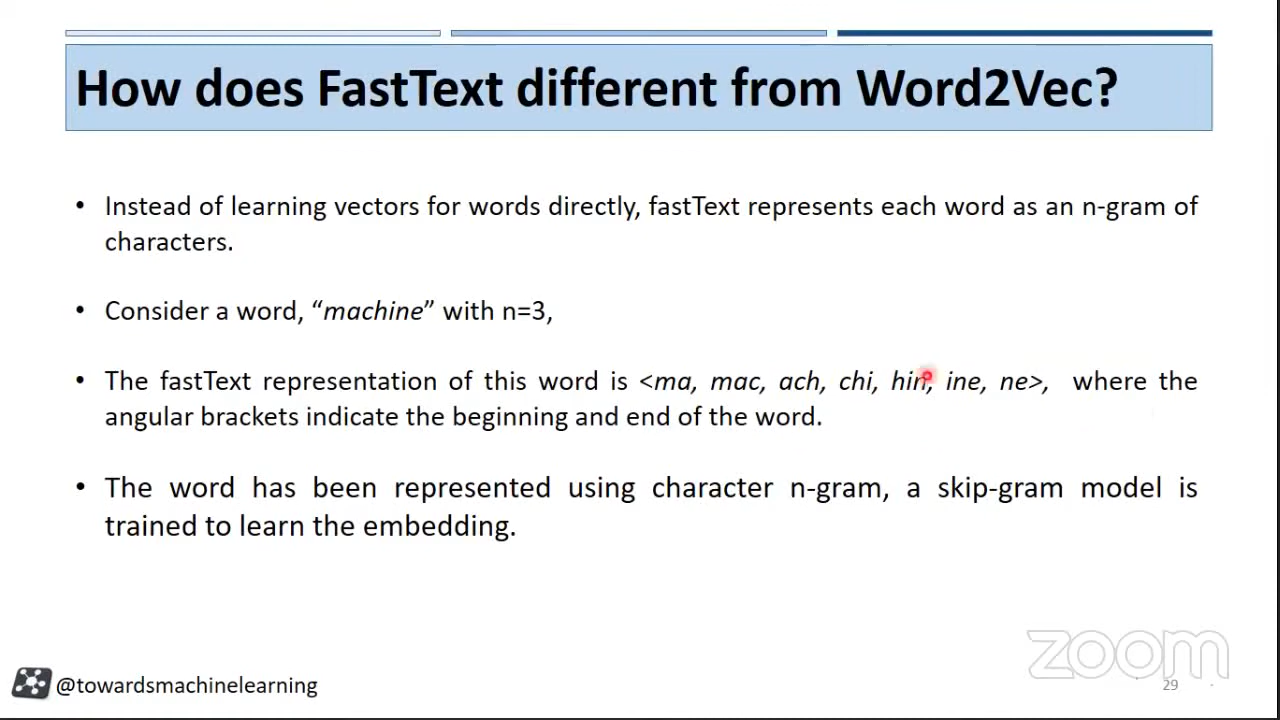 How does FastText different from Word2Vec?
• Instead of learning vectors for words directly, fastText represents each word as an n-gram of
characters.
• Consider a word, “machine” with n=3,
• The fastText representation of this word is <ma, mac, ach, chi, hin, ine, ne>, where the
angular brackets indicate the beginning and end of the word.
• The word has been represented using character n-gram, a skip-gram model is
trained to learn the embedding.
zoom
@towardsmachinelearning
29